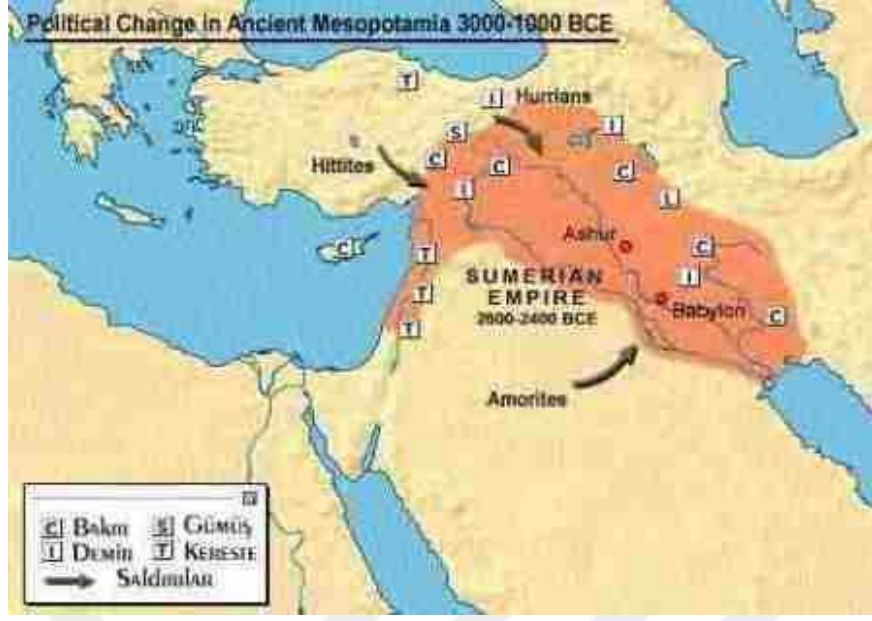 Political Change in Ancient Mesopotamia 3000-1000 BCE
T
I
Hurrians
S
I
Hittites
C
C
C
I
I
Ashur
C
T
C
SUMERIAN
I
EMPIRE
T
Babylon
2600-2400 BCE
C
T
Amorites
C Bakır S Gümüş
I Demir T Kereste
Saldırılar